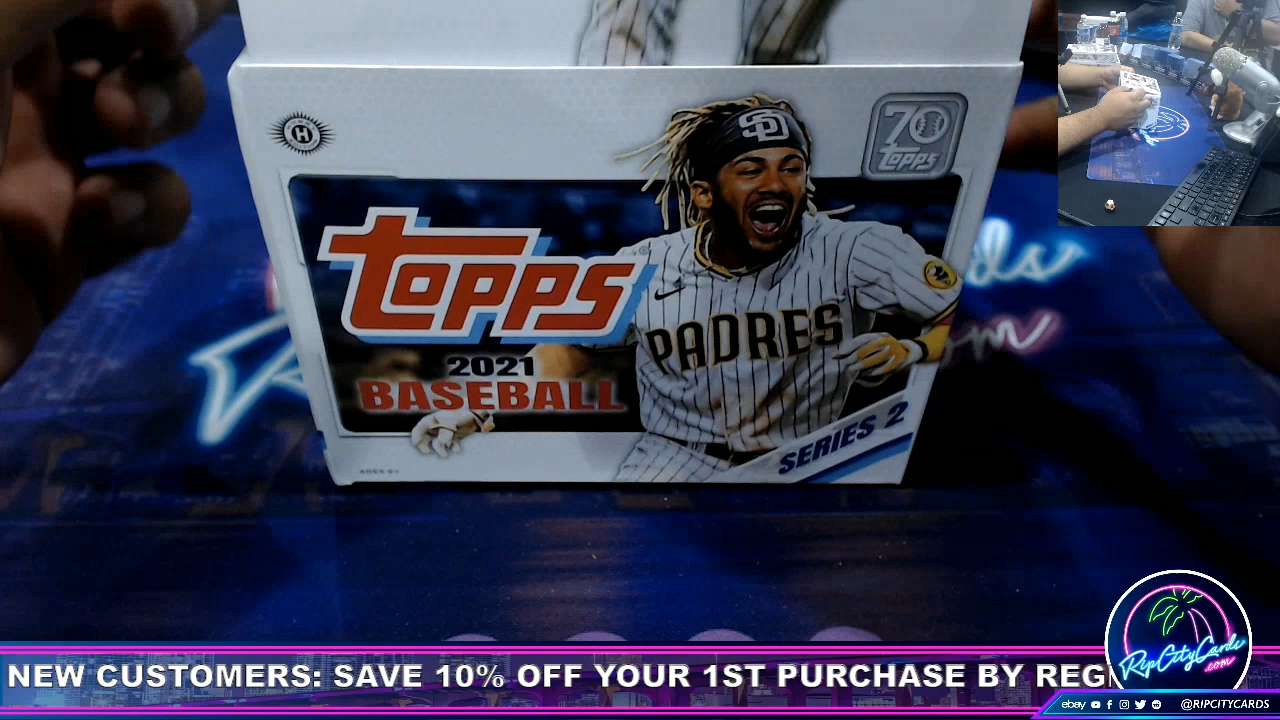 H
70
topps
SD
topps
2021
BASEBALL
PADRES
SERIES 2
AGES 6+
NEW CUSTOMERS: SAVE 10% OFF YOUR 1ST PURCHASE BY REG
RipCityCards
.com
ebay
@RIPCITYCARDS